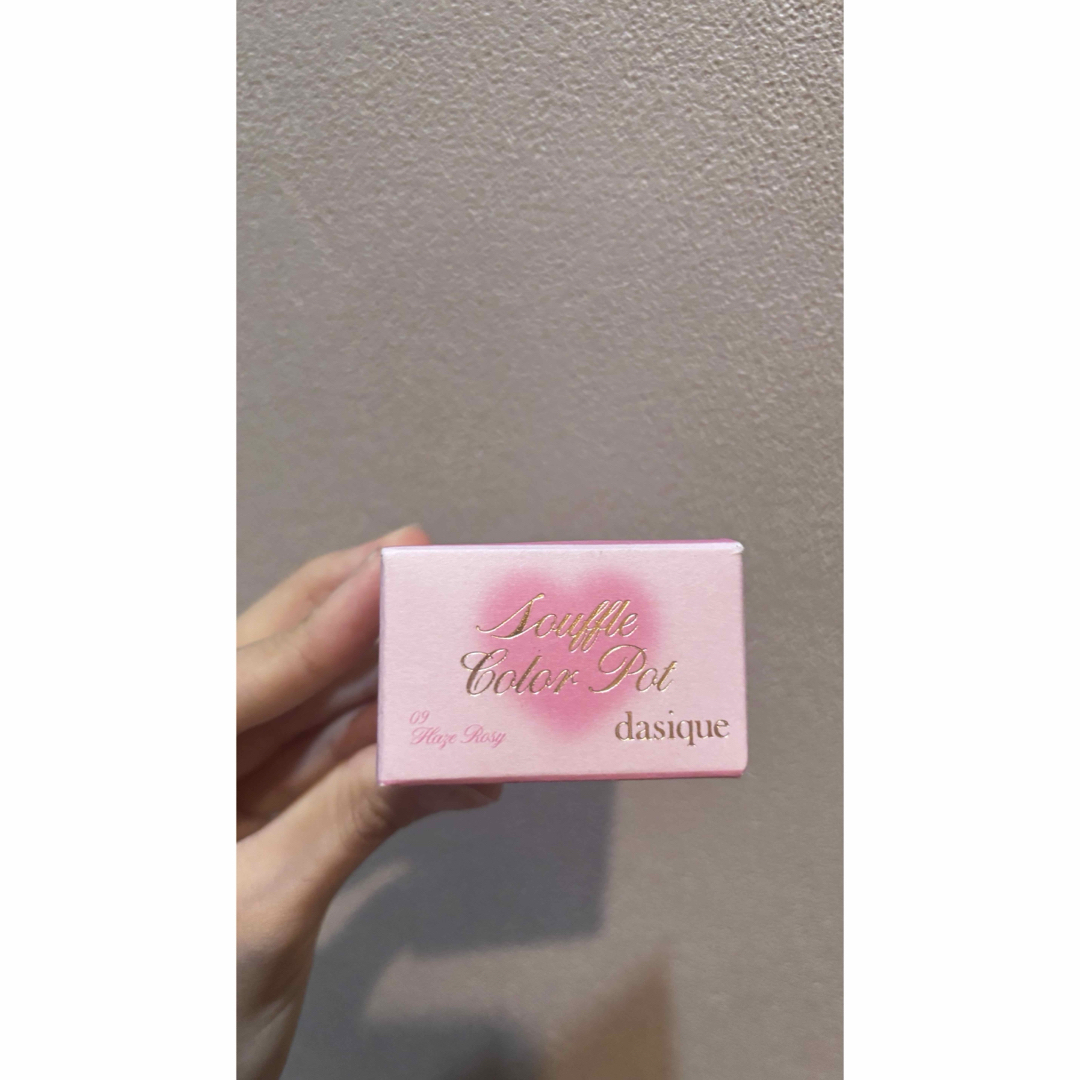 Souffle
Color Pot
09
Haze Rosy
dasique